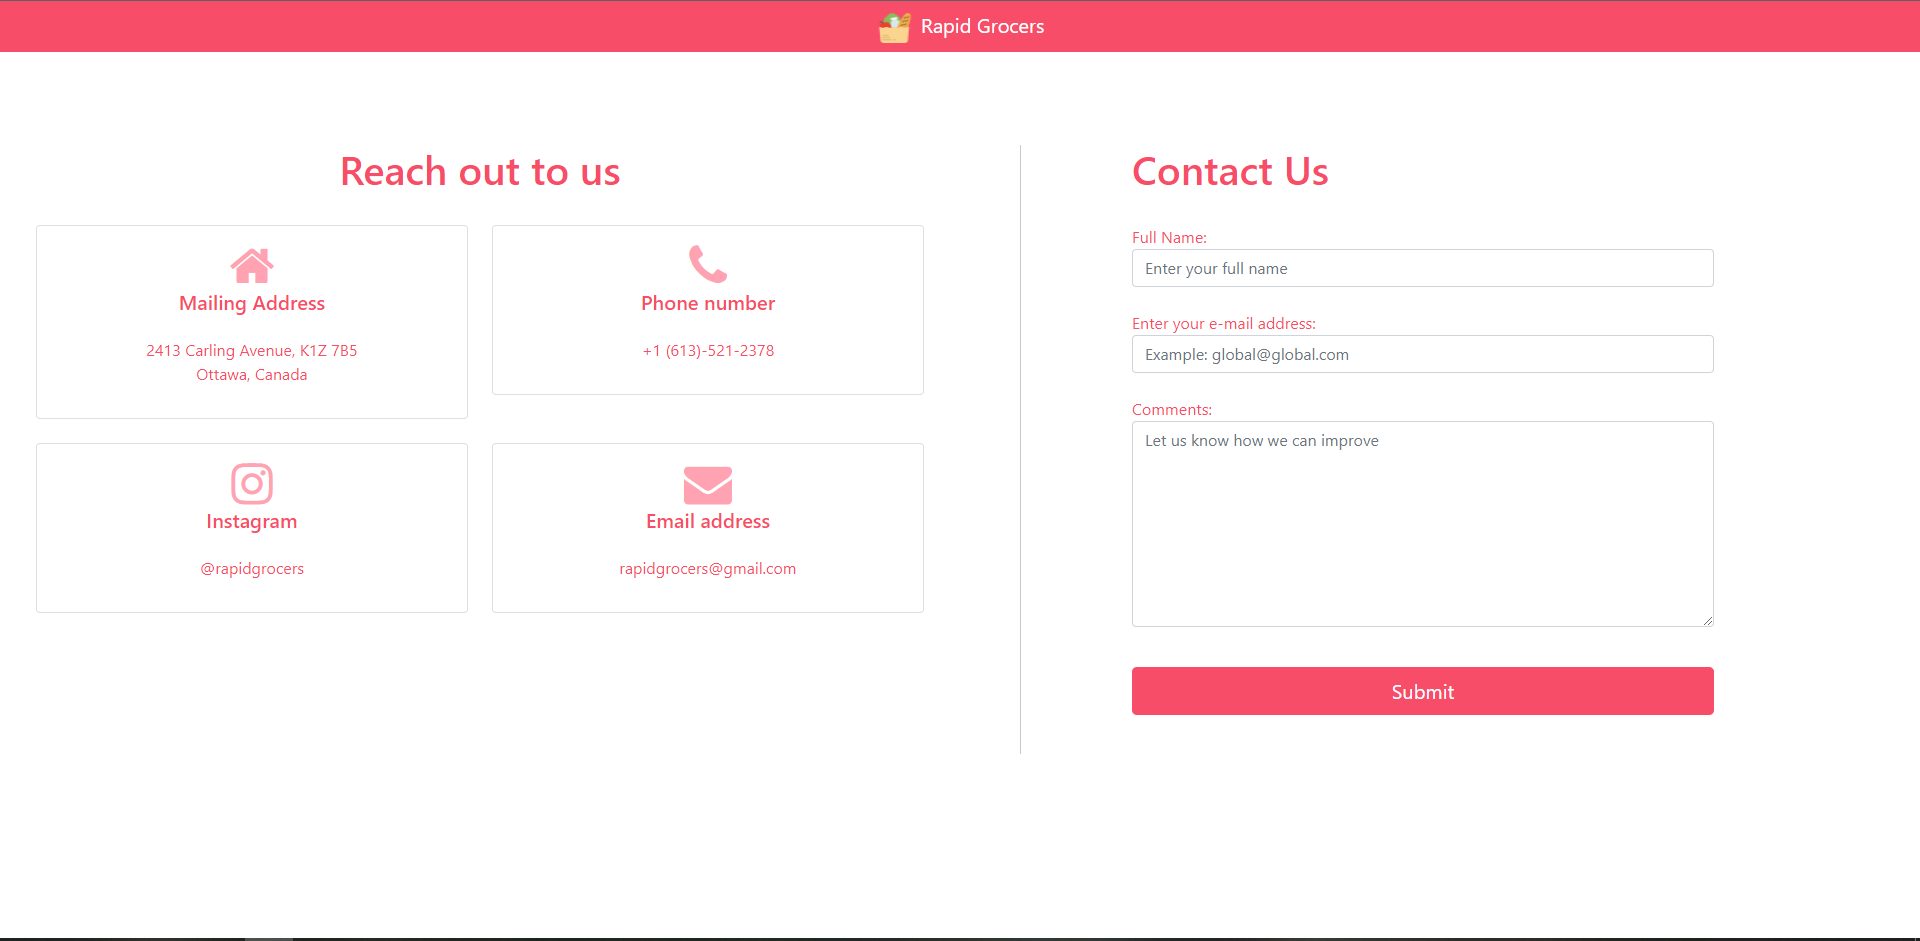 Rapid Grocers
Reach out to us
Mailing Address
2413 Carling Avenue, K1Z 7B5
Ottawa, Canada
Phone number
+1 (613)-521-2378
Instagram
@rapidgrocers
Email address
rapidgrocers@gmail.com
Contact Us
Full Name:
Enter your full name
Enter your e-mail address:
Example: global@global.com
Comments:
Let us know how we can improve
Submit